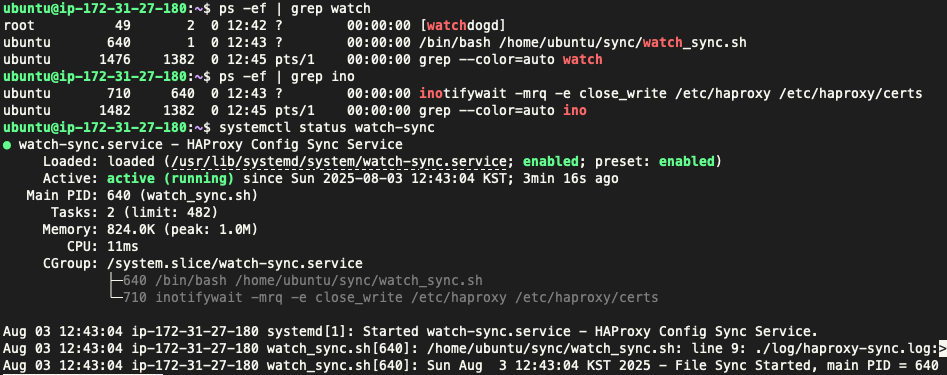 ubuntu@ip-172-31-27-180:~$ ps -ef | grep watch
root          49       2  0 12:42 ?        00:00:00 [watchdogd]
ubuntu       640       1  0 12:43 ?        00:00:00 /bin/bash /home/ubuntu/sync/watch_sync.sh
ubuntu      1476    1382  0 12:45 pts/1    00:00:00 grep --color=auto watch
ubuntu@ip-172-31-27-180:~$ ps -ef | grep ino
ubuntu       710     640  0 12:43 ?        00:00:00 inotifywait -mrq -e close_write /etc/haproxy /etc/haproxy/certs
ubuntu      1482    1382  0 12:45 pts/1    00:00:00 grep --color=auto ino
ubuntu@ip-172-31-27-180:~$ systemctl status watch-sync
● watch-sync.service - HAProxy Config Sync Service
     Loaded: loaded (/usr/lib/systemd/system/watch-sync.service; enabled; preset: enabled)
     Active: active (running) since Sun 2025-08-03 12:43:04 KST; 3min 16s ago
   Main PID: 640 (watch_sync.sh)
      Tasks: 2 (limit: 482)
     Memory: 824.0K (peak: 1.0M)
        CPU: 11ms
     CGroup: /system.slice/watch-sync.service
             ├─640 /bin/bash /home/ubuntu/sync/watch_sync.sh
             └─710 inotifywait -mrq -e close_write /etc/haproxy /etc/haproxy/certs
Aug 03 12:43:04 ip-172-31-27-180 systemd[1]: Started watch-sync.service - HAProxy Config Sync Service.
Aug 03 12:43:04 ip-172-31-27-180 watch_sync.sh[640]: /home/ubuntu/sync/watch_sync.sh: line 9: ./log/haproxy-sync.log:>
Aug 03 12:43:04 ip-172-31-27-180 watch_sync.sh[640]: Sun Aug  3 12:43:04 KST 2025 - File Sync Started, main PID = 640